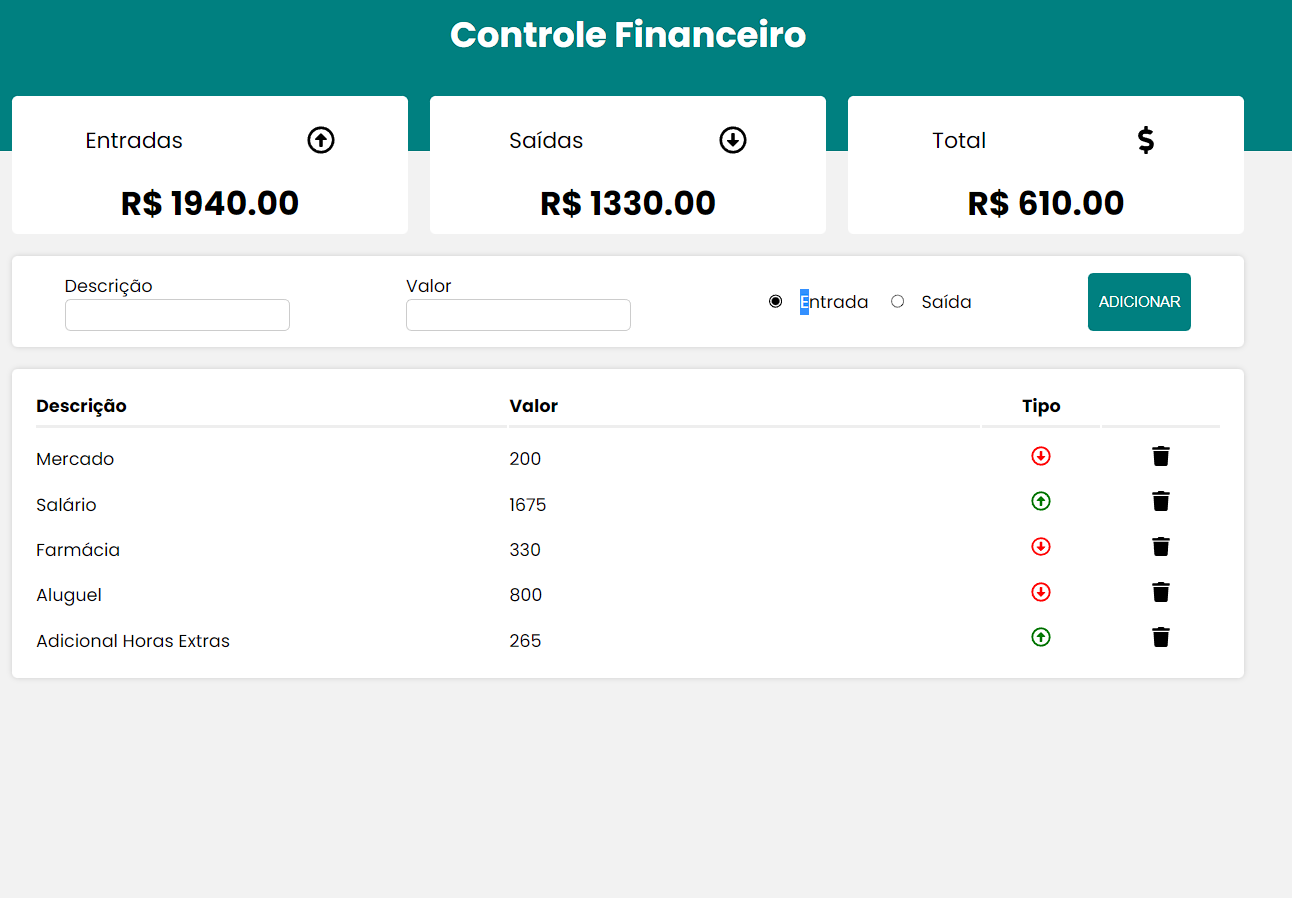 Controle Financeiro
Entradas Saídas Total $
R$ 1940.00 R$ 1330.00 R$ 610.00
Descrição Valor
Entrada Saída ADICIONAR
Descrição Valor Tipo
Mercado 200
Salário 1675
Farmácia 330
Aluguel 800
Adicional Horas Extras 265